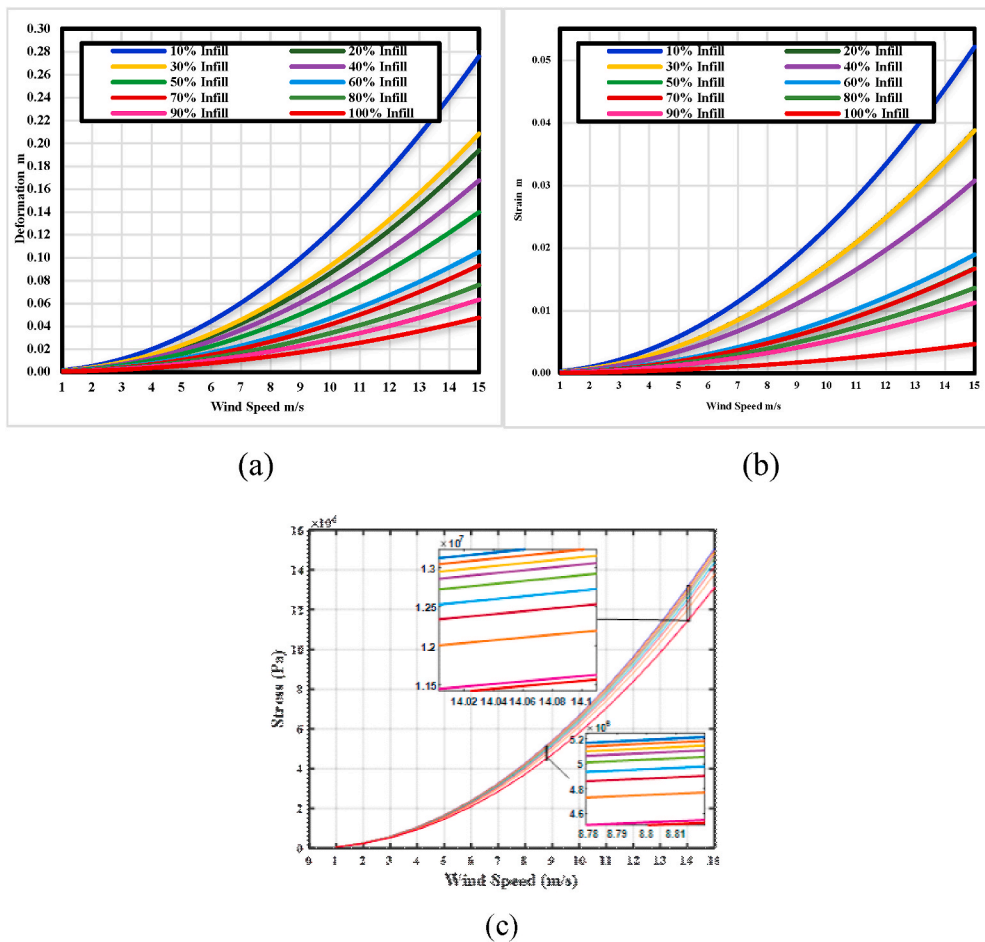 0.30
0.28
0.26
0.24
0.22
0.20
0.18
0.16
0.14
0.12
0.10
0.08
0.06
0.04
0.02
0.00
Deformation m
10% Infill 20% Infill
30% Infill 40% Infill
50% Infill 60% Infill
70% Infill 80% Infill
90% Infill 100% Infill
1 2 3 4 5 6 7 8 9 10 11 12 13 14 15
Wind Speed m/s
(a)
0.05
0.04
0.03
0.02
0.01
0.00
Strain m
10% Infill 20% Infill
30% Infill 40% Infill
50% Infill 60% Infill
70% Infill 80% Infill
90% Infill 100% Infill
1 2 3 4 5 6 7 8 9 10 11 12 13 14 15
Wind Speed m/s
(b)
16
14
12
10
8
6
4
2
0
Stress (Pa)
×10⁷
1.3
1.25
1.2
1.15
14.02 14.04 14.06 14.08 14.1
5.2
5
4.8
4.6
8.78 8.79 8.8 8.81
0 1 2 3 4 5 6 7 8 9 10 11 12 13 14 15
Wind Speed (m/s)
(c)